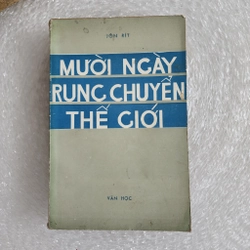 MƯỜI NGÀY
RUNG CHUYỂN
THẾ GIỚI
VĂN HỌC